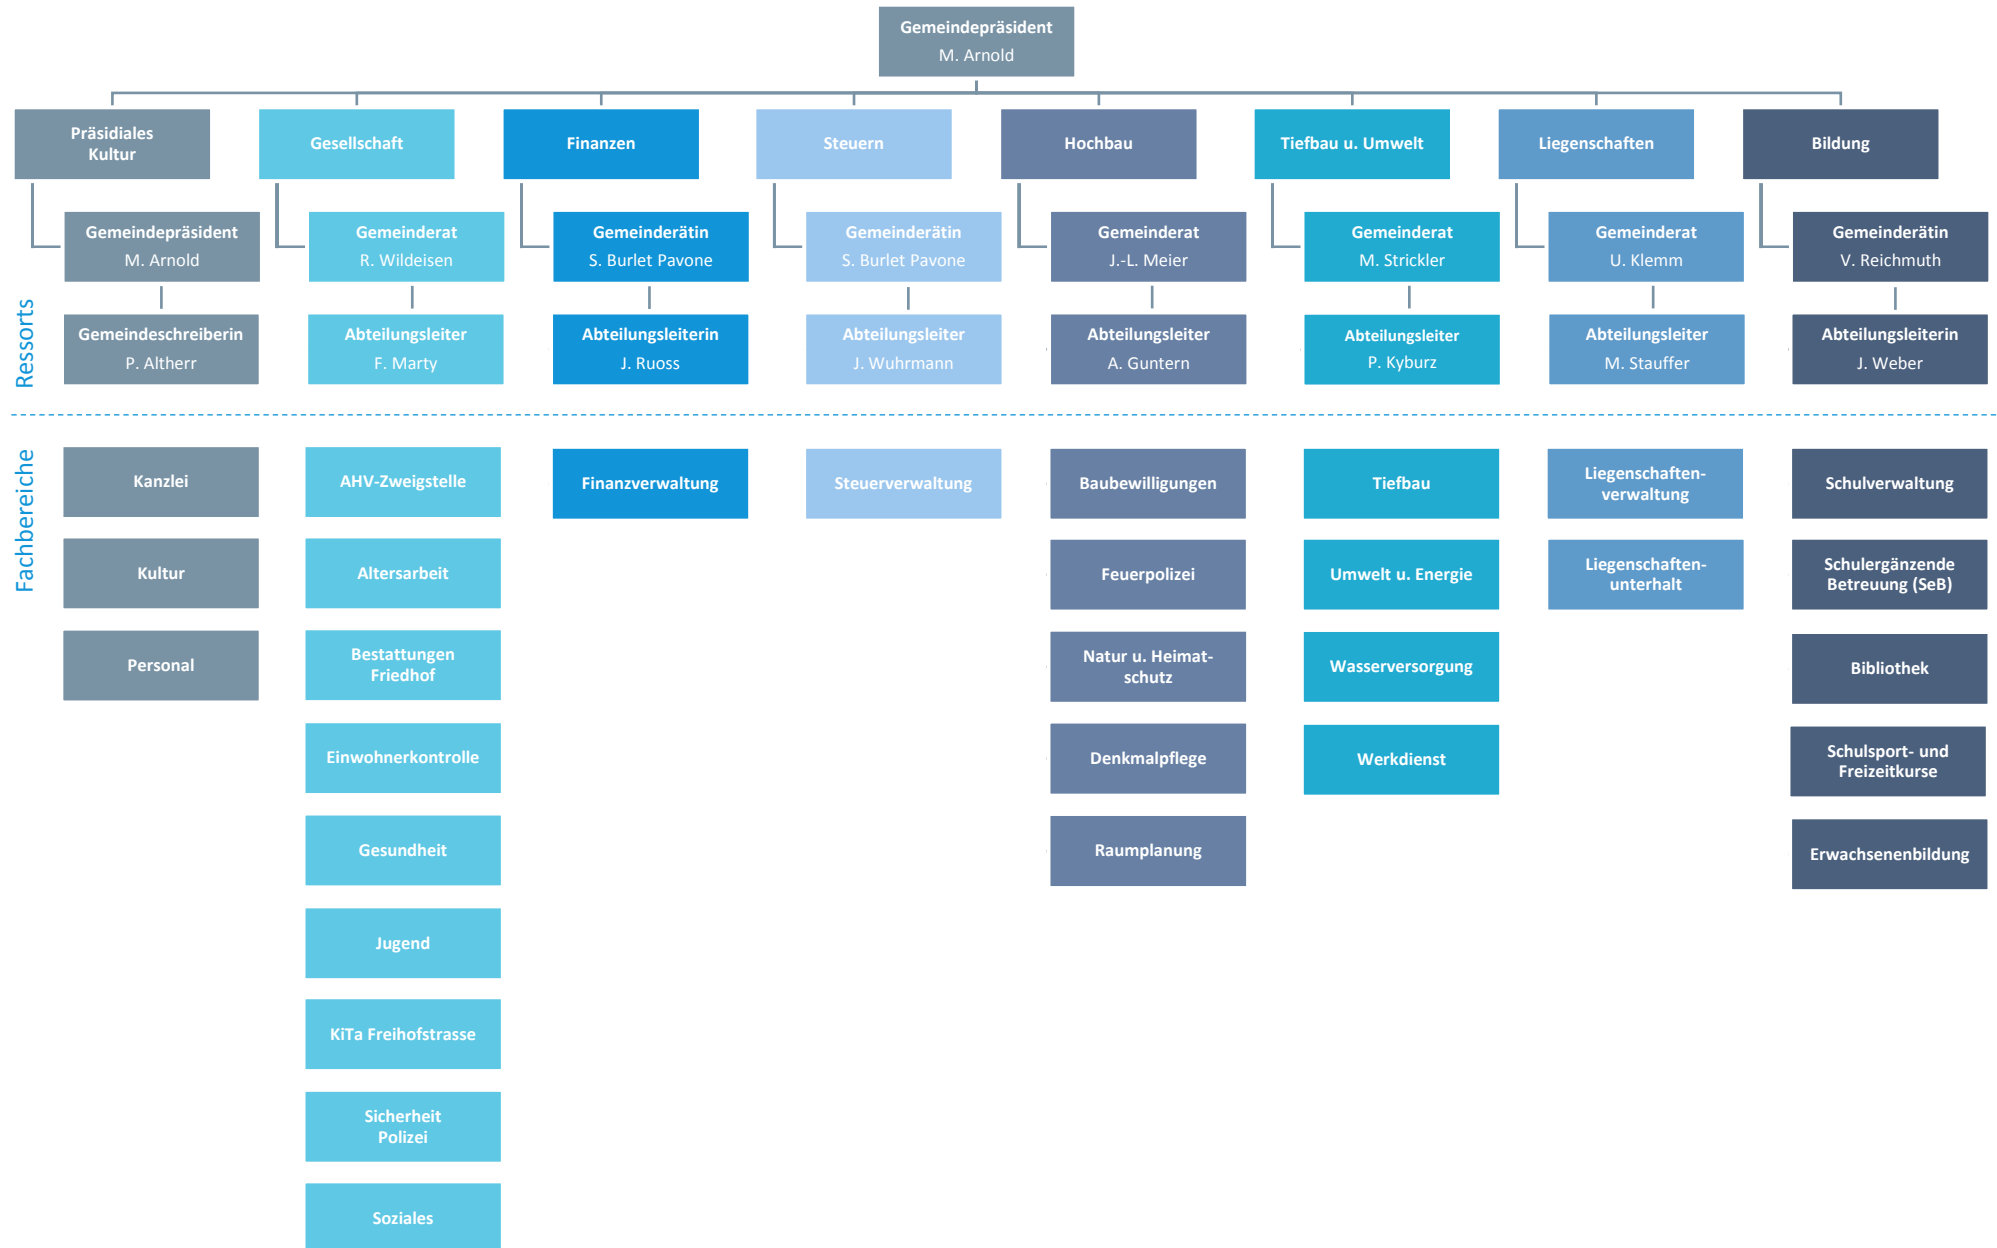 Gemeindepräsident
M. Arnold
Präsidiales
Kultur
Gesellschaft
Finanzen
Steuern
Hochbau
Tiefbau u. Umwelt
Liegenschaften
Bildung
Ressorts
Gemeindepräsident
M. Arnold
Gemeinderat
R. Wildeisen
Gemeinderätin
S. Burlet Pavone
Gemeinderätin
S. Burlet Pavone
Gemeinderat
J.-L. Meier
Gemeinderat
M. Strickler
Gemeinderat
U. Klemm
Gemeinderätin
V. Reichmuth
Gemeindeschreiberin
P. Altherr
Abteilungsleiter
F. Marty
Abteilungsleiterin
J. Ruoss
Abteilungsleiter
J. Wuhrmann
Abteilungsleiter
A. Guntern
Abteilungsleiter
P. Kyburz
Abteilungsleiter
M. Stauffer
Abteilungsleiterin
J. Weber
Fachbereiche
Kanzlei
Kultur
Personal
AHV-Zweigstelle
Altersarbeit
Bestattungen
Friedhof
Einwohnerkontrolle
Gesundheit
Jugend
KiTa Freihofstrasse
Sicherheit
Polizei
Soziales
Finanzverwaltung
Steuerverwaltung
Baubewilligungen
Feuerpolizei
Natur u. Heimat-
schutz
Denkmalpflege
Raumplanung
Tiefbau
Umwelt u. Energie
Wasserversorgung
Werkdienst
Liegenschaften-
verwaltung
Liegenschaften-
unterhalt
Schulverwaltung
Schulergänzende
Betreuung (SeB)
Bibliothek
Schulsport- und
Freizeitkurse
Erwachsenenbildung